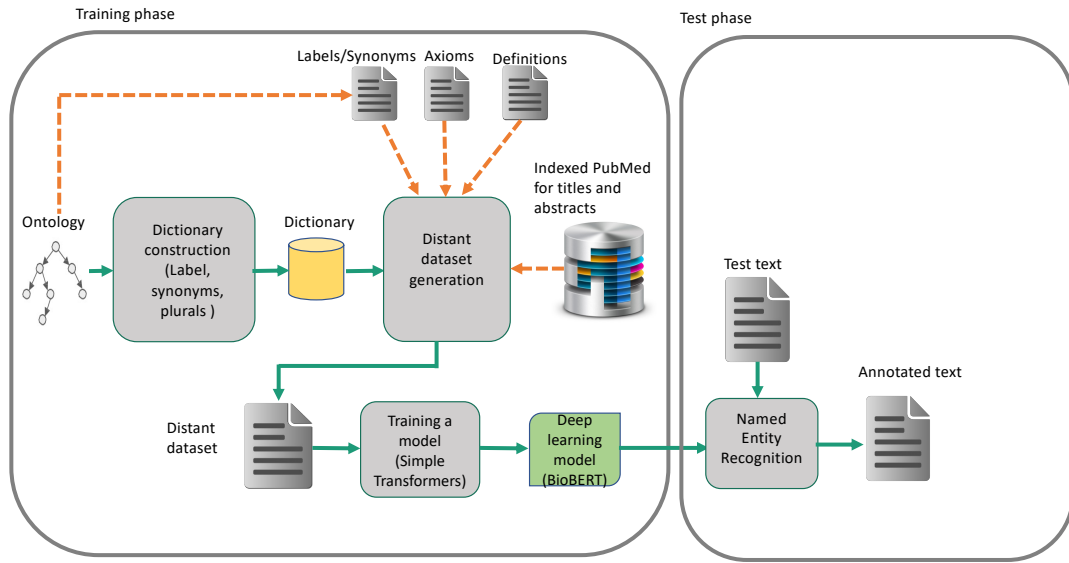 Training phase
Test phase
Labels/Synonyms
Axioms
Definitions
Indexed PubMed
for titles and
abstracts
Ontology
Dictionary
construction
(Label,
synonyms,
plurals )
Dictionary
Distant
dataset
generation
Test text
Annotated text
Distant
dataset
Training a
model
(Simple
Transformers)
Deep
learning
model
(BioBERT)
Named
Entity
Recognition